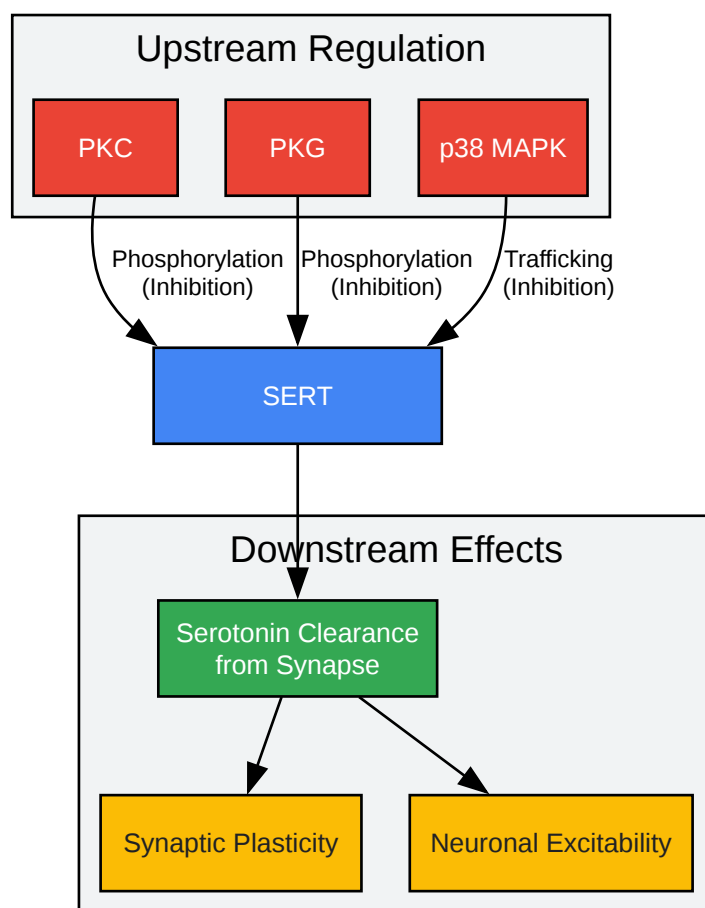 Upstream Regulation
PKC
PKG
p38 MAPK
Phosphorylation
(Inhibition)
Phosphorylation
(Inhibition)
Trafficking
(Inhibition)
SERT
Downstream Effects
Serotonin Clearance
from Synapse
Synaptic Plasticity
Neuronal Excitability